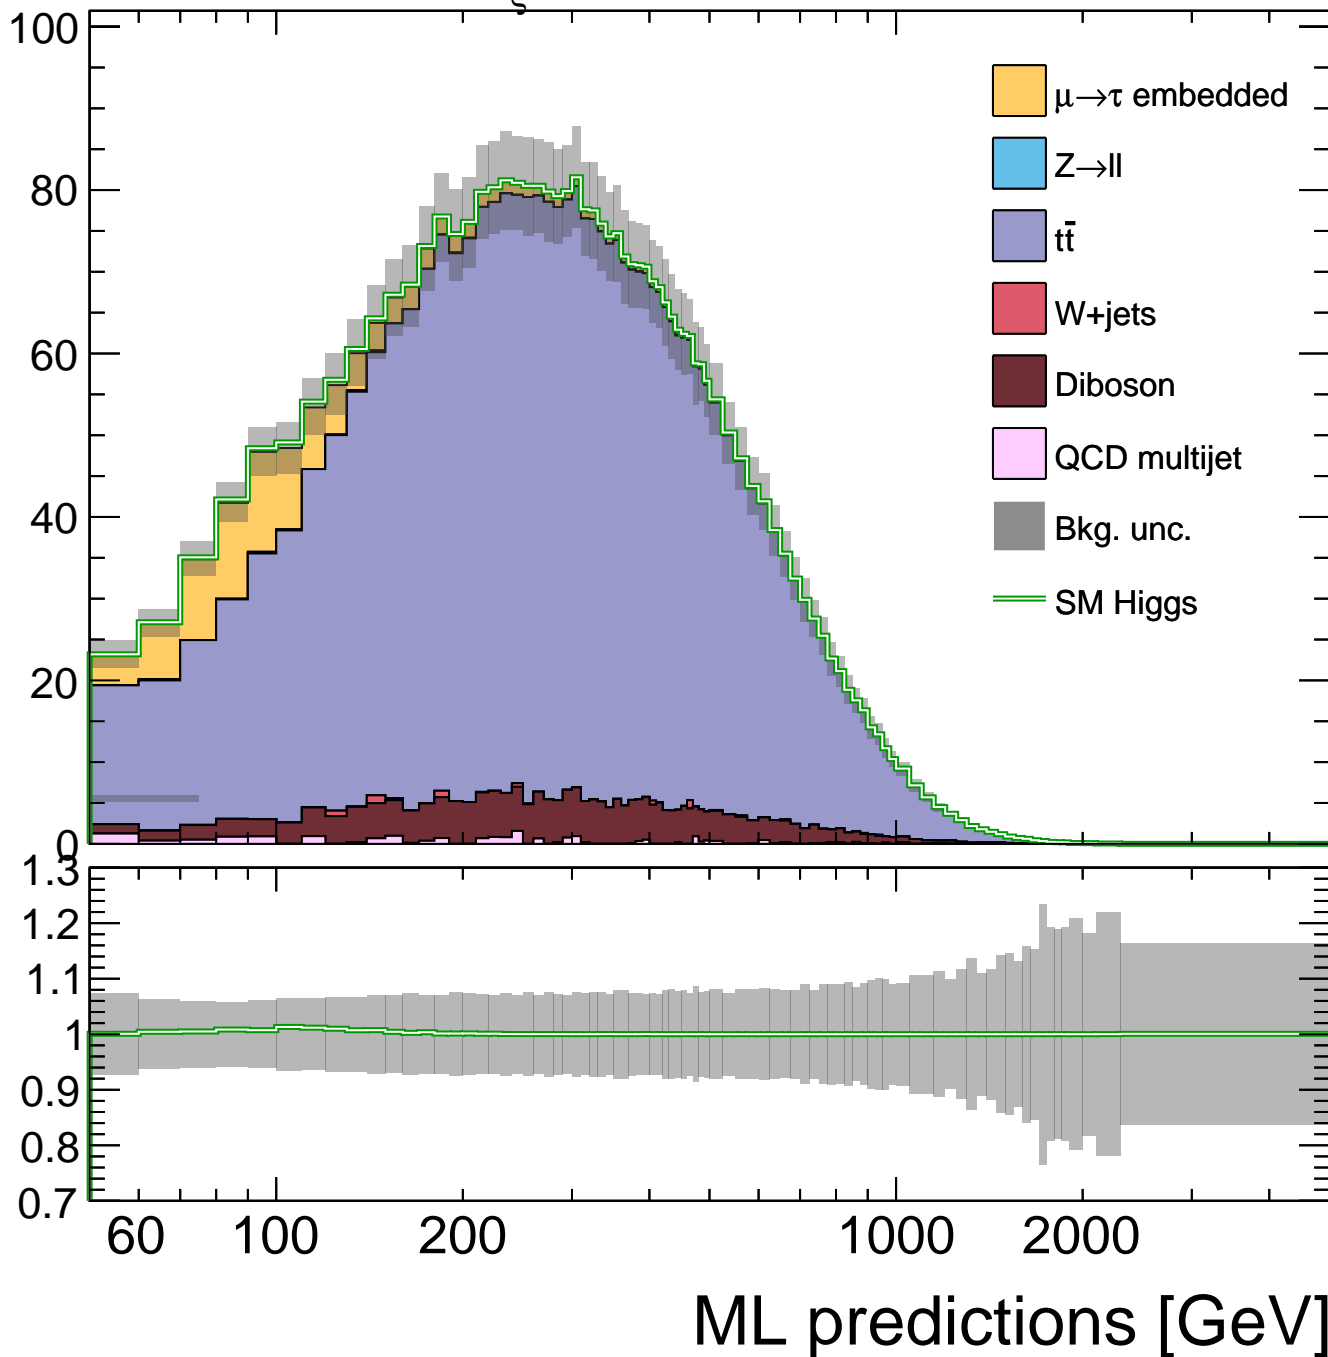 ξ
100
80
60
40
20
0
μ→τ embedded
Z→ll
tt̄
W+jets
Diboson
QCD multijet
Bkg. unc.
SM Higgs
1.3
1.2
1.1
1
0.9
0.8
0.7
60 100 200 1000 2000
ML predictions [GeV]